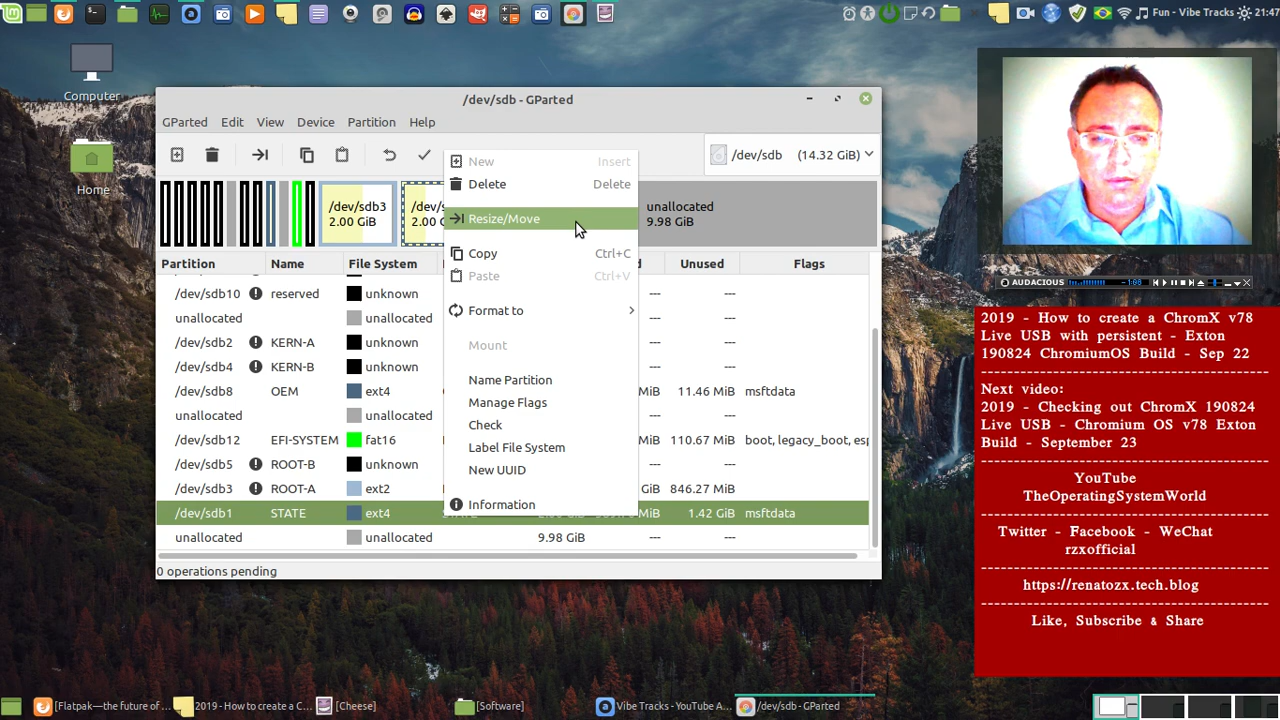 Fun - Vibe Tracks
21:47
Computer
Home
/dev/sdb - GParted
GParted Edit View Device Partition Help
/dev/sdb (14.32 GiB)
/dev/sdb3
2.00 GiB
unallocated
9.98 GiB
New Insert
Delete Delete
Resize/Move
Copy Ctrl+C
Paste Ctrl+V
Format to
Mount
Name Partition
Manage Flags
Check
Label File System
New UUID
Information
Partition Name File System Unused Flags
/dev/sdb10 reserved unknown --- ---
unallocated unallocated --- ---
/dev/sdb2 KERN-A unknown --- ---
/dev/sdb4 KERN-B unknown --- ---
/dev/sdb8 OEM ext4 MiB 11.46 MiB msftdata
unallocated unallocated --- ---
/dev/sdb12 EFI-SYSTEM fat16 MiB 110.67 MiB boot, legacy_boot, esp
/dev/sdb5 ROOT-B unknown --- ---
/dev/sdb3 ROOT-A ext2 GiB 846.27 MiB
/dev/sdb1 STATE ext4 MiB 1.42 GiB msftdata
unallocated unallocated 9.98 GiB --- ---
0 operations pending
AUDACIOUS
2019 - How to create a ChromX v78
Live USB with persistent - Exton
190824 ChromiumOS Build - Sep 22
Next video:
2019 - Checking out ChromX 190824
Live USB - Chromium OS v78 Exton
Build - September 23
YouTube
TheOperatingSystemWorld
Twitter - Facebook - WeChat
rzxofficial
https://renatozx.tech.blog
Like, Subscribe & Share
[Flatpak—the future of ...
2019 - How to create a C...
[Cheese]
[Software]
Vibe Tracks - YouTube A...
/dev/sdb - GParted